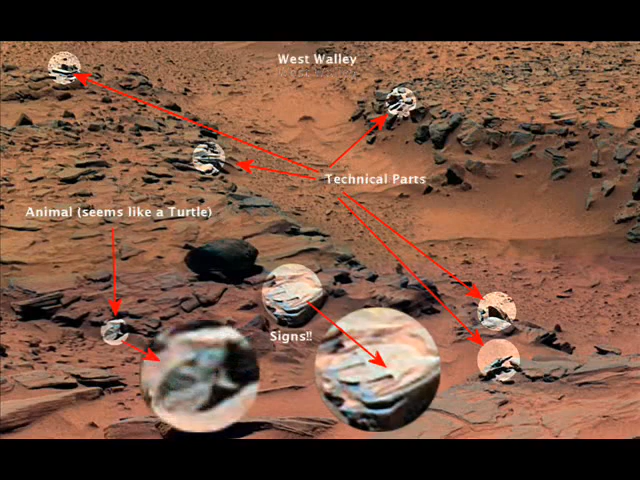 West Walley
Technical Parts
Animal (seems like a Turtle)
Signs!!